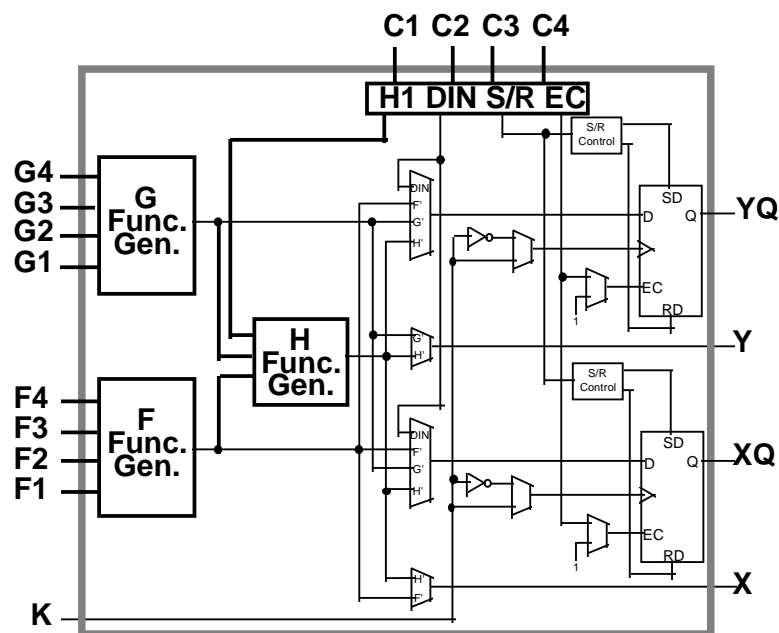 C1 C2 C3 C4
H1 DIN S/R EC
S/R
Control
G4
G3
G2
G1
G
Func.
Gen.
DIN
F'
G'
H'
SD
D
Q
YQ
EC
1
RD
H
Func.
Gen.
G'
H'
Y
S/R
Control
F4
F3
F2
F1
F
Func.
Gen.
DIN
F'
G'
H'
SD
D
Q
XQ
EC
1
RD
H'
F'
X
K